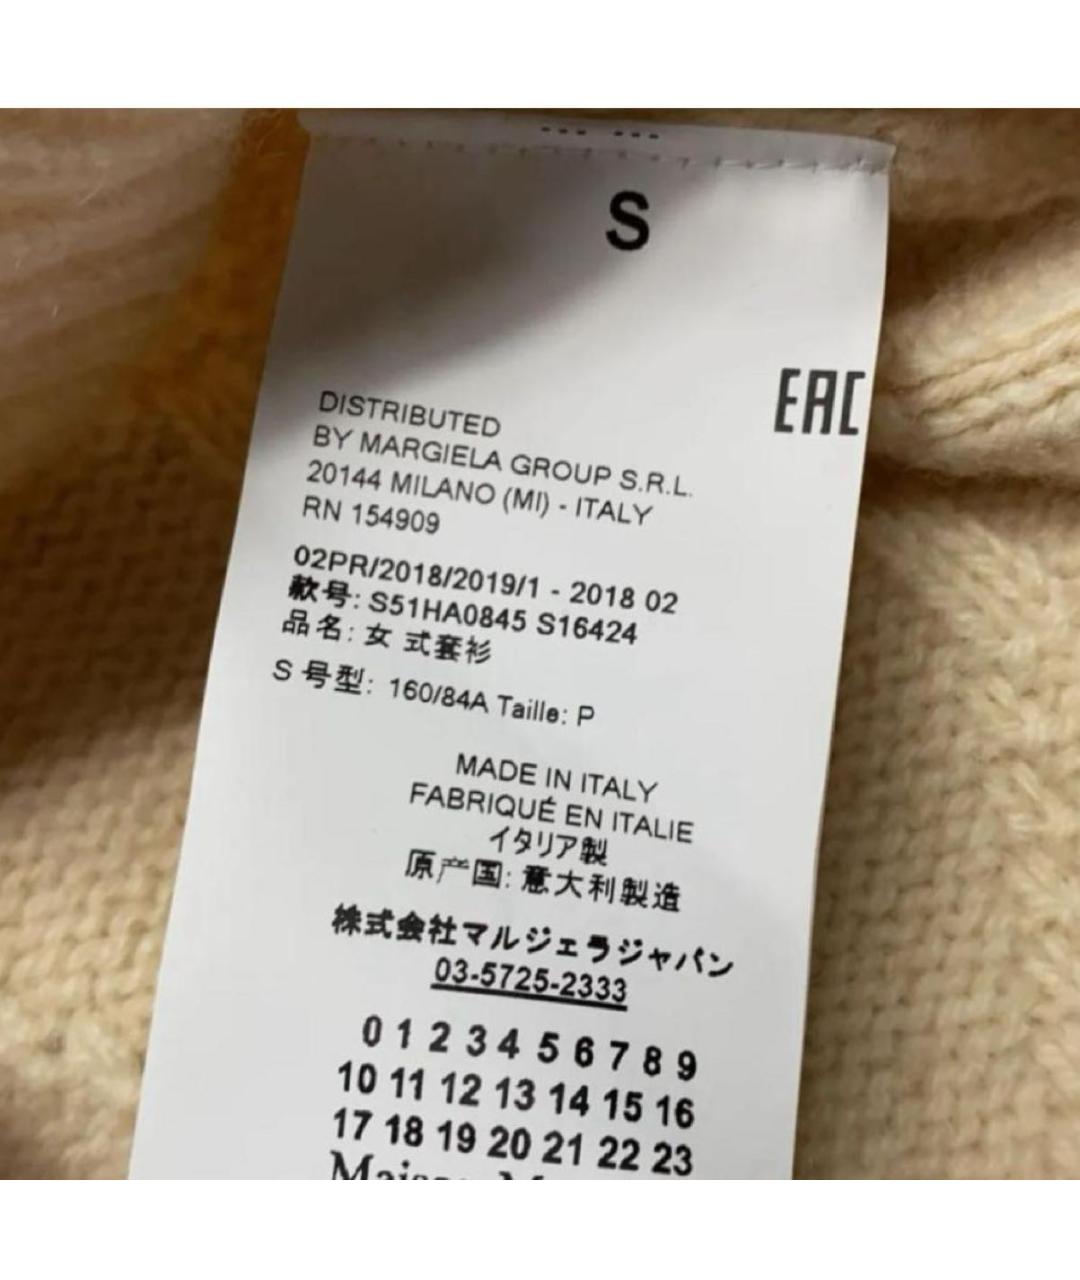 S
EAC
DISTRIBUTED
BY MARGIELA GROUP S.R.L.
20144 MILANO (MI) - ITALY
RN 154909
02PR/2018/2019/1 - 2018 02
款号: S51HA0845 S16424
品名: 女 式套衫
S 号型: 160/84A Taille: P
MADE IN ITALY
FABRIQUÉ EN ITALIE
イタリア製
原产国: 意大利製造
株式会社マルジェラジャパン
03-5725-2333
0 1 2 3 4 5 6 7 8 9
10 11 12 13 14 15 16
17 18 19 20 21 22 23